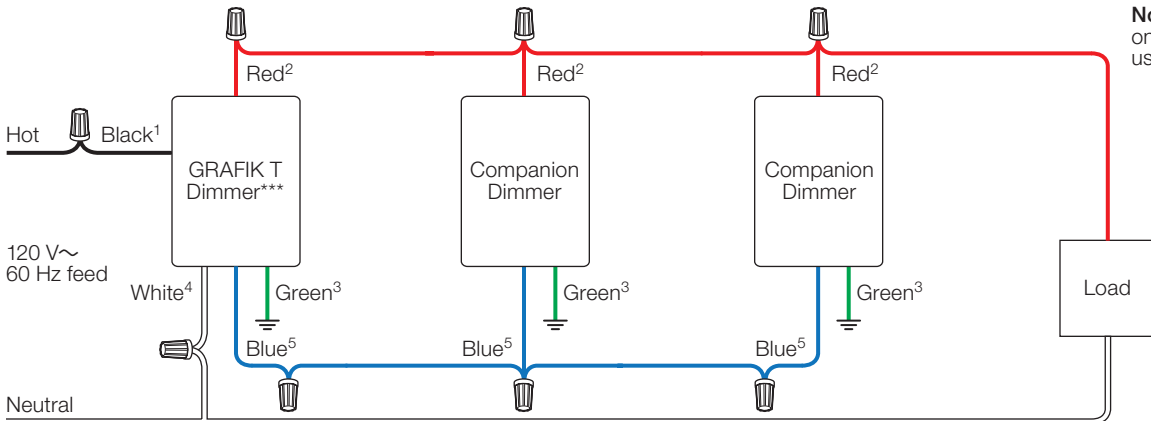 No
on
us
Red²
Red²
Red²
Hot
Black¹
GRAFIK T
Dimmer***
Companion
Dimmer
Companion
Dimmer
120 V~
60 Hz feed
White⁴
Green³
Green³
Green³
Load
Blue⁵
Blue⁵
Blue⁵
Neutral